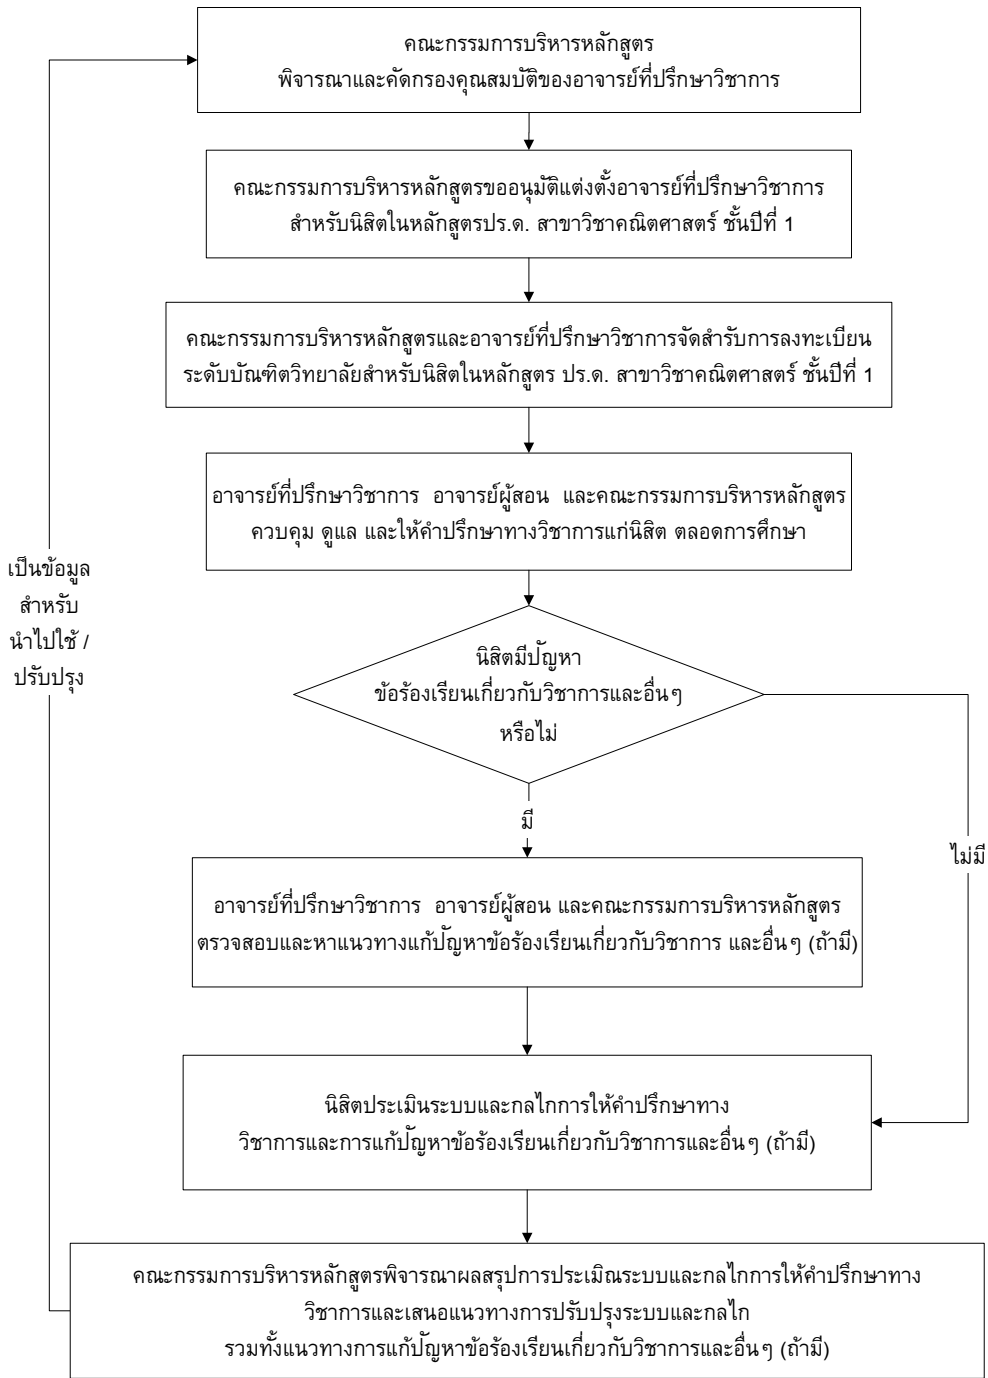 คณะกรรมการบริหารหลักสูตร
พิจารณาและคัดกรองคุณสมบัติของอาจารย์ที่ปรึกษาวิชาการ
คณะกรรมการบริหารหลักสูตรขออนุมัติแต่งตั้งอาจารย์ที่ปรึกษาวิชาการ
สำหรับนิสิตในหลักสูตรปร.ด. สาขาวิชาคณิตศาสตร์ ชั้นปีที่ 1
คณะกรรมการบริหารหลักสูตรและอาจารย์ที่ปรึกษาวิชาการจัดสำรับการลงทะเบียน
ระดับบัณฑิตวิทยาลัยสำหรับนิสิตในหลักสูตร ปร.ด. สาขาวิชาคณิตศาสตร์ ชั้นปีที่ 1
อาจารย์ที่ปรึกษาวิชาการ อาจารย์ผู้สอน และคณะกรรมการบริหารหลักสูตร
ควบคุม ดูแล และให้คำปรึกษาทางวิชาการแก่นิสิต ตลอดการศึกษา
เป็นข้อมูล
สำหรับ
นำไปใช้ /
ปรับปรุง
นิสิตมีปัญหา
ข้อร้องเรียนเกี่ยวกับวิชาการและอื่นๆ
หรือไม่
มี
ไม่มี
อาจารย์ที่ปรึกษาวิชาการ อาจารย์ผู้สอน และคณะกรรมการบริหารหลักสูตร
ตรวจสอบและหาแนวทางแก้ปัญหาข้อร้องเรียนเกี่ยวกับวิชาการ และอื่นๆ (ถ้ามี)
นิสิตประเมินระบบและกลไกการให้คำปรึกษาทาง
วิชาการและการแก้ปัญหาข้อร้องเรียนเกี่ยวกับวิชาการและอื่นๆ (ถ้ามี)
คณะกรรมการบริหารหลักสูตรพิจารณาผลสรุปการประเมิณระบบและกลไกการให้คำปรึกษาทาง
วิชาการและเสนอแนวทางการปรับปรุงระบบและกลไก
รวมทั้งแนวทางการแก้ปัญหาข้อร้องเรียนเกี่ยวกับวิชาการและอื่นๆ (ถ้ามี)